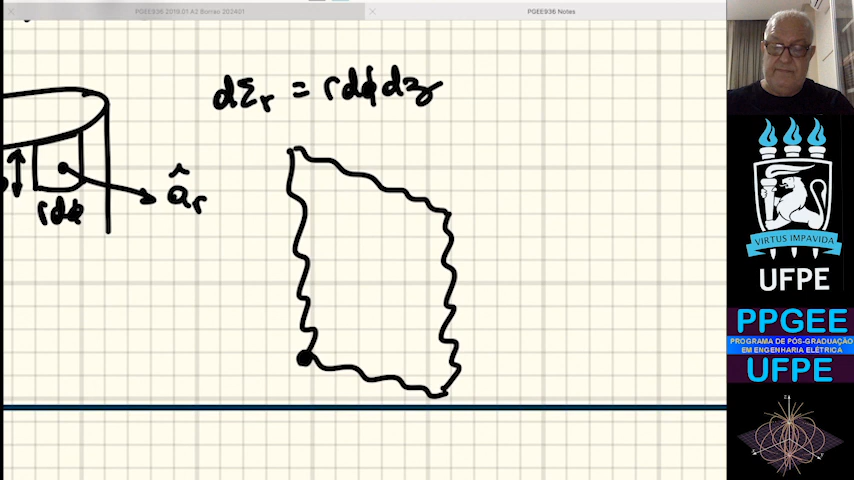 PGEE936 2019.01 A2 Borrao 202401
PGEE936 Notes
dΣr = rdϕdz
âr
rdϕ
VIRTUS IMPAVIDA
UFPE
PPGEE
PROGRAMA DE PÓS-GRADUAÇÃO
EM ENGENHARIA ELÉTRICA
UFPE